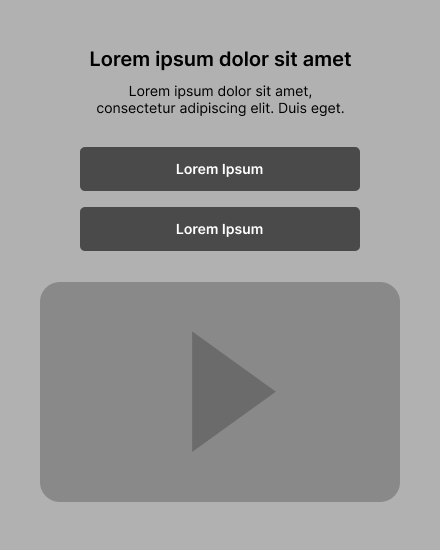 Lorem ipsum dolor sit amet
Lorem ipsum dolor sit amet,
consectetur adipiscing elit. Duis eget.
Lorem Ipsum
Lorem Ipsum